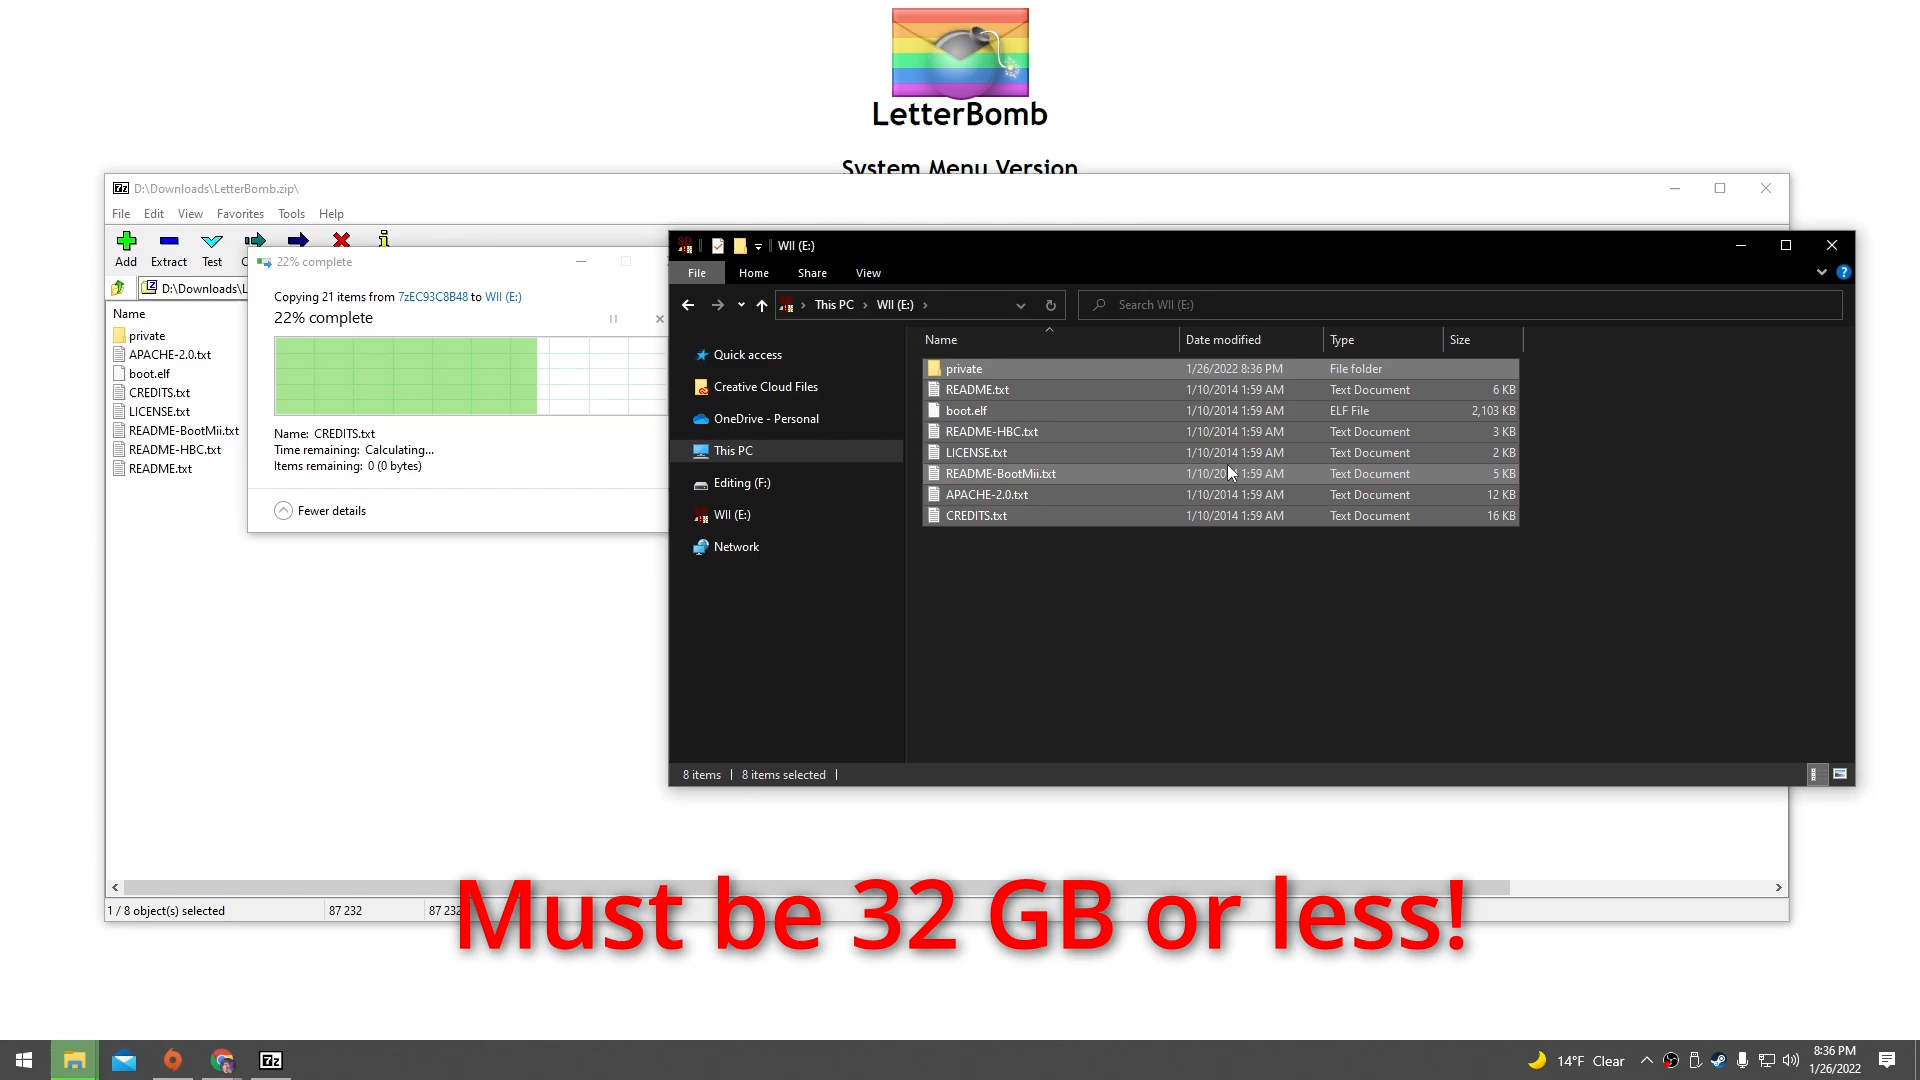 LetterBomb
System Menu Version
D:\Downloads\LetterBomb.zip\
File Edit View Favorites Tools Help
Add Extract Test
D:\Downloads\L
Name
private
APACHE-2.0.txt
boot.elf
CREDITS.txt
LICENSE.txt
README-BootMii.txt
README-HBC.txt
README.txt
22% complete
Copying 21 items from 7zEC93C8B48 to WII (E:)
22% complete
Name: CREDITS.txt
Time remaining: Calculating...
Items remaining: 0 (0 bytes)
Fewer details
WII (E:)
File Home Share View
This PC › WII (E:) ›
Search WII (E:)
Quick access
Creative Cloud Files
OneDrive - Personal
This PC
Editing (F:)
WII (E:)
Network
Name Date modified Type Size
private 1/26/2022 8:36 PM File folder
README.txt 1/10/2014 1:59 AM Text Document 6 KB
boot.elf 1/10/2014 1:59 AM ELF File 2,103 KB
README-HBC.txt 1/10/2014 1:59 AM Text Document 3 KB
LICENSE.txt 1/10/2014 1:59 AM Text Document 2 KB
README-BootMii.txt 1/10/2014 1:59 AM Text Document 5 KB
APACHE-2.0.txt 1/10/2014 1:59 AM Text Document 12 KB
CREDITS.txt 1/10/2014 1:59 AM Text Document 16 KB
8 items 8 items selected
1 / 8 object(s) selected 87 232 87 232
Must be 32 GB or less!
14°F Clear
8:36 PM
1/26/2022